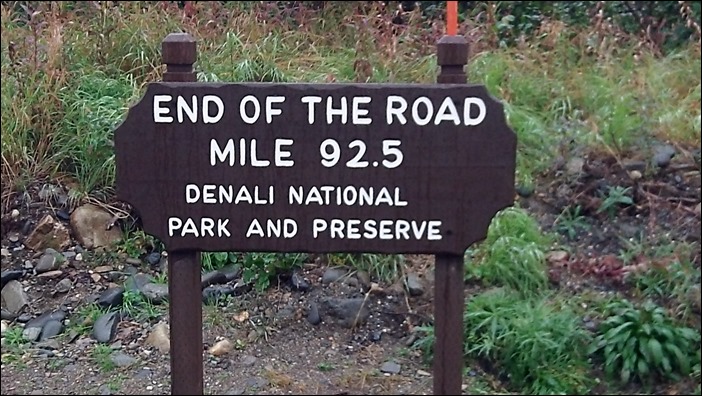 END OF THE ROAD
MILE 92.5
DENALI NATIONAL
PARK AND PRESERVE